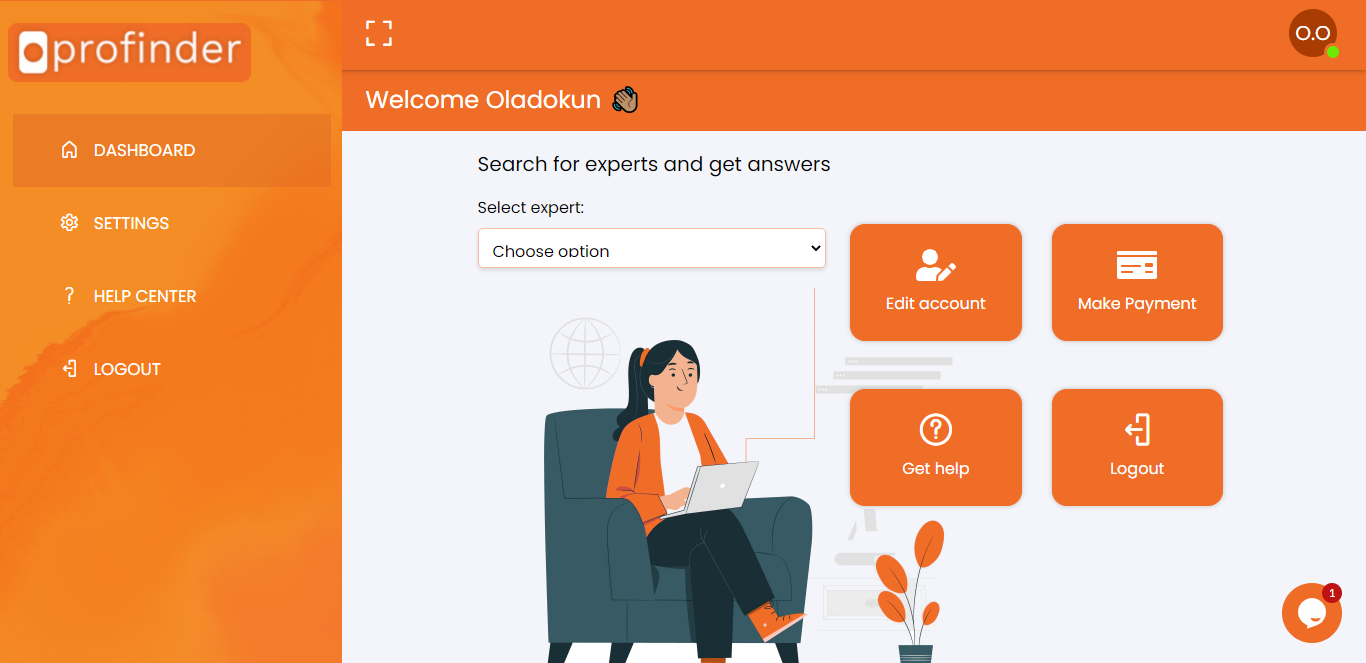 profinder
O.O
Welcome Oladokun
DASHBOARD
SETTINGS
HELP CENTER
LOGOUT
Search for experts and get answers
Select expert:
Choose option
Edit account
Make Payment
Get help
Logout
1